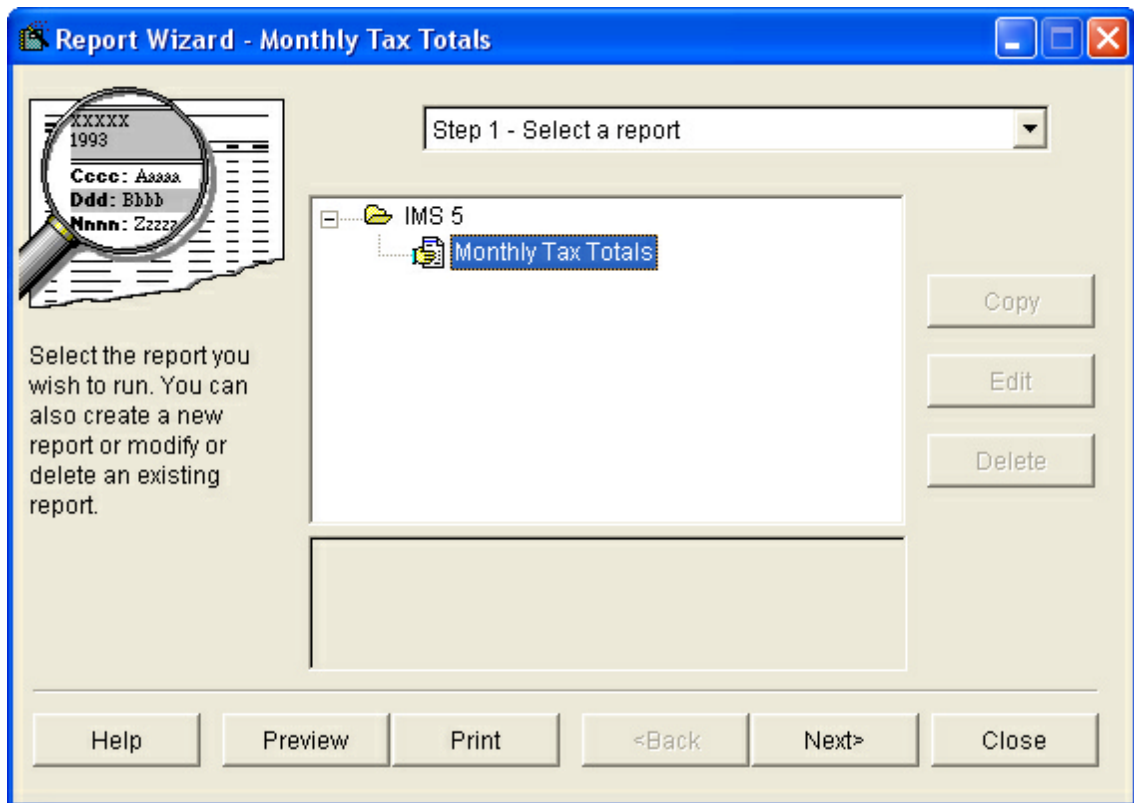 Report Wizard - Monthly Tax Totals
XXXXX
1993
Cccc: Aaaaa
Ddd: Bbbb
Nnnn: Zzzzz
Step 1 - Select a report
IMS 5
Monthly Tax Totals
Select the report you
wish to run. You can
also create a new
report or modify or
delete an existing
report.
Copy
Edit
Delete
Help
Preview
Print
<Back
Next>
Close